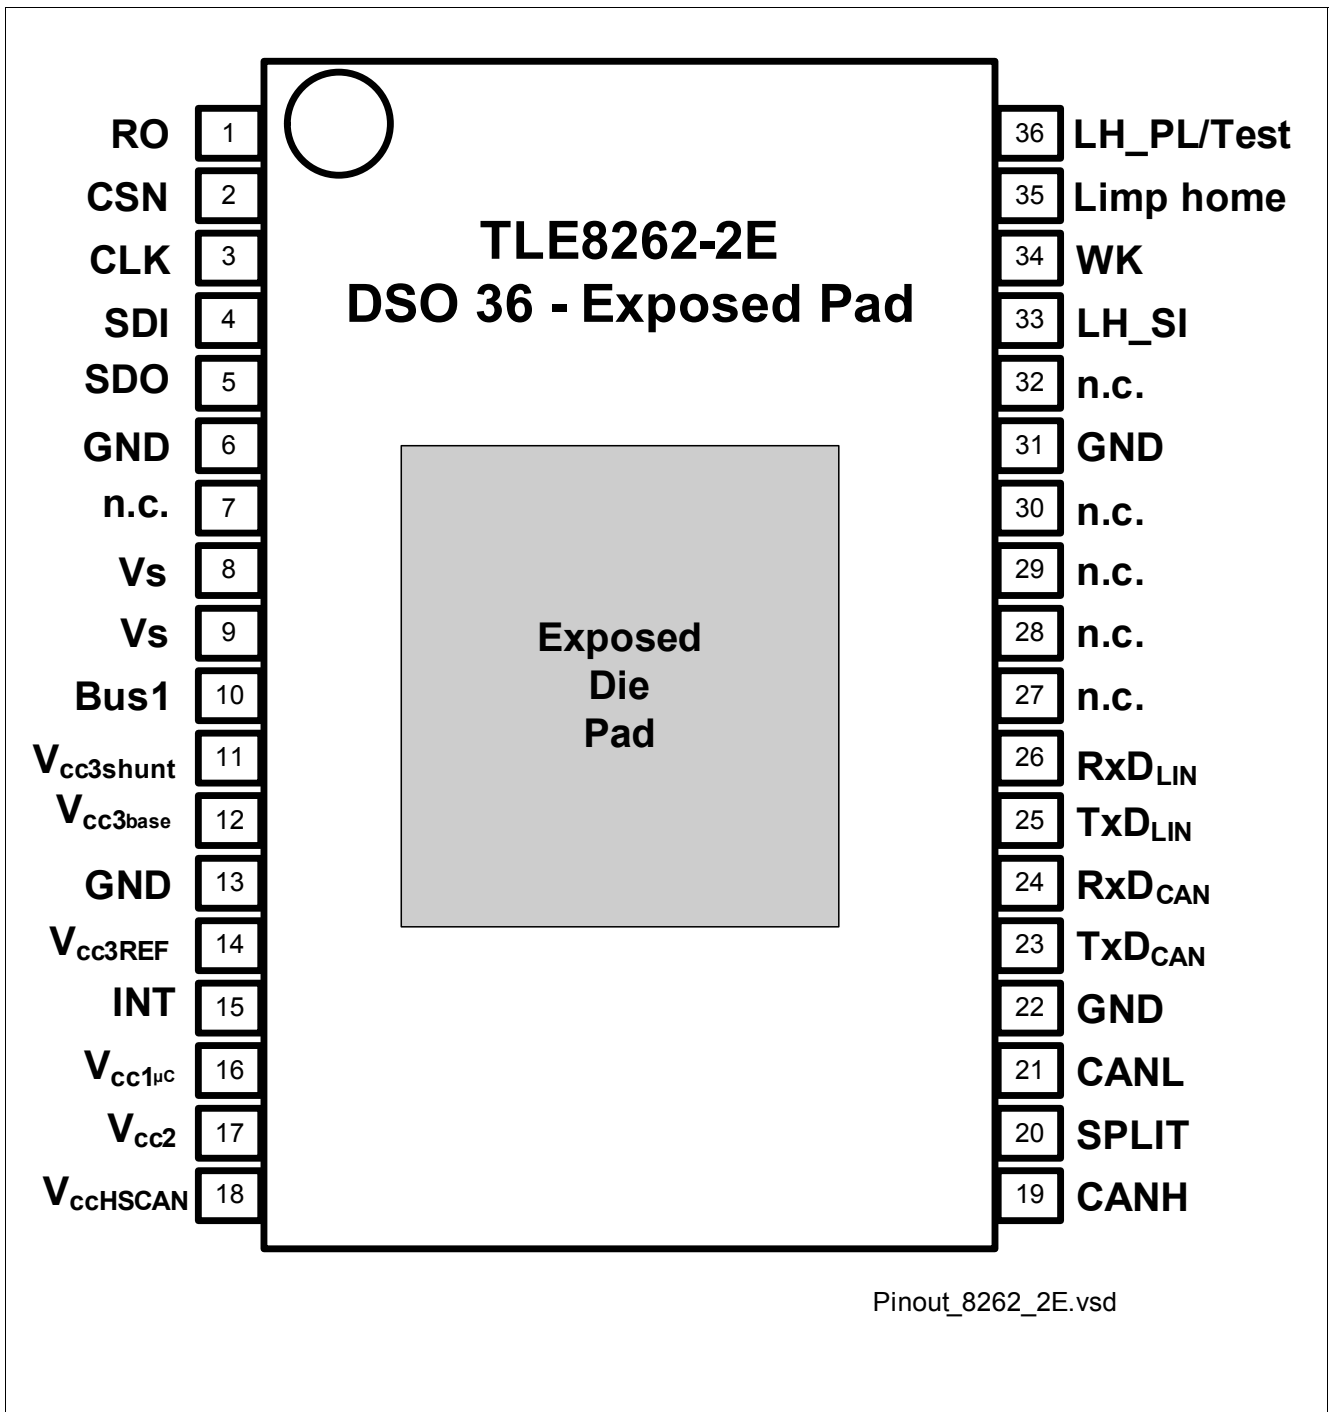 RO 1
CSN 2
CLK 3
SDI 4
SDO 5
GND 6
n.c. 7
Vs 8
Vs 9
Bus1 10
Vcc3shunt 11
Vcc3base 12
GND 13
Vcc3REF 14
INT 15
Vcc1µC 16
Vcc2 17
VccHSCAN 18
TLE8262-2E
DSO 36 - Exposed Pad
Exposed
Die
Pad
36 LH_PL/Test
35 Limp home
34 WK
33 LH_SI
32 n.c.
31 GND
30 n.c.
29 n.c.
28 n.c.
27 n.c.
26 RxDLIN
25 TxDLIN
24 RxDCAN
23 TxDCAN
22 GND
21 CANL
20 SPLIT
19 CANH
Pinout_8262_2E.vsd